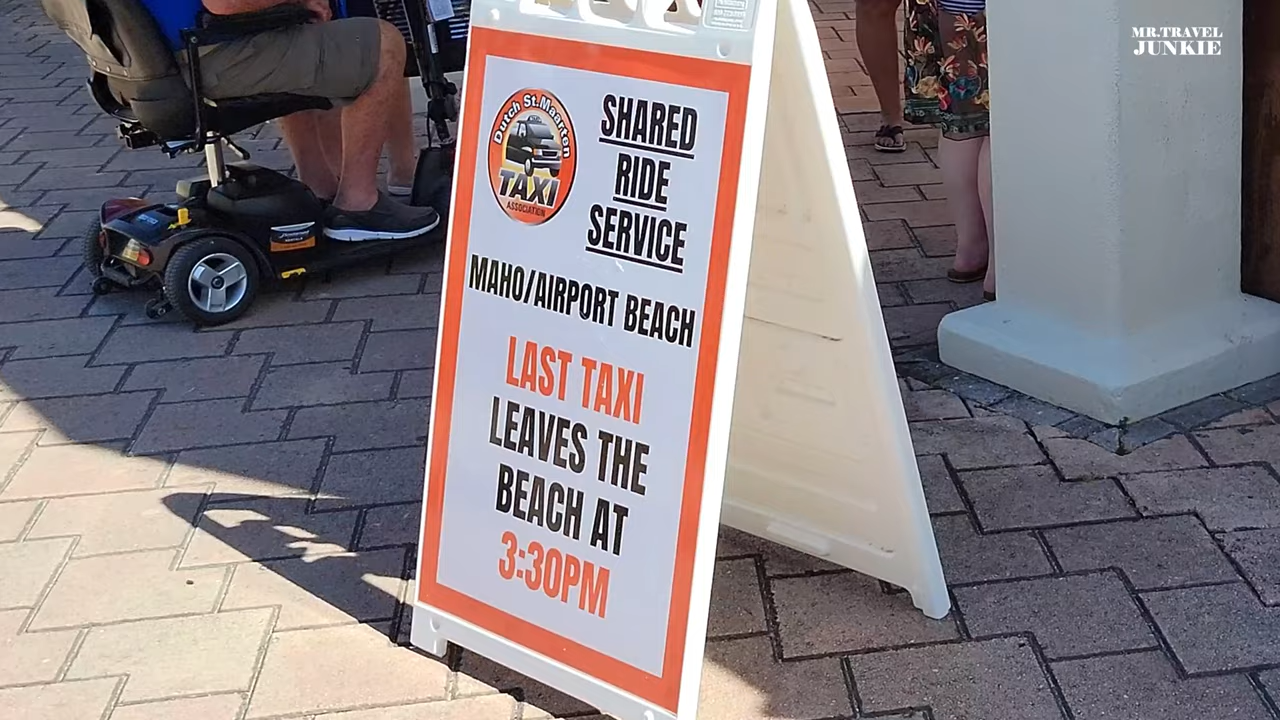 MR.TRAVEL
JUNKIE
Dutch St.Maarten
TAXI
ASSOCIATION
SHARED
RIDE
SERVICE
MAHO/AIRPORT BEACH
LAST TAXI
LEAVES THE
BEACH AT
3:30PM